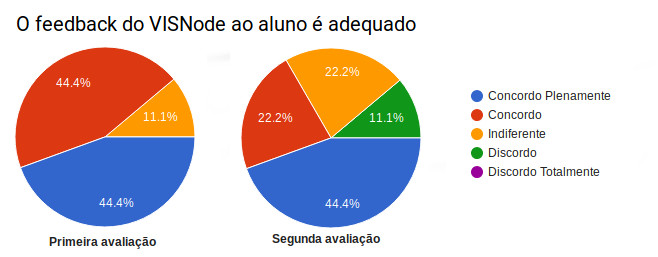 O feedback do VISNode ao aluno é adequado
44.4%
11.1%
44.4%
Primeira avaliação
22.2%
22.2%
11.1%
44.4%
Segunda avaliação
Concordo Plenamente
Concordo
Indiferente
Discordo
Discordo Totalmente